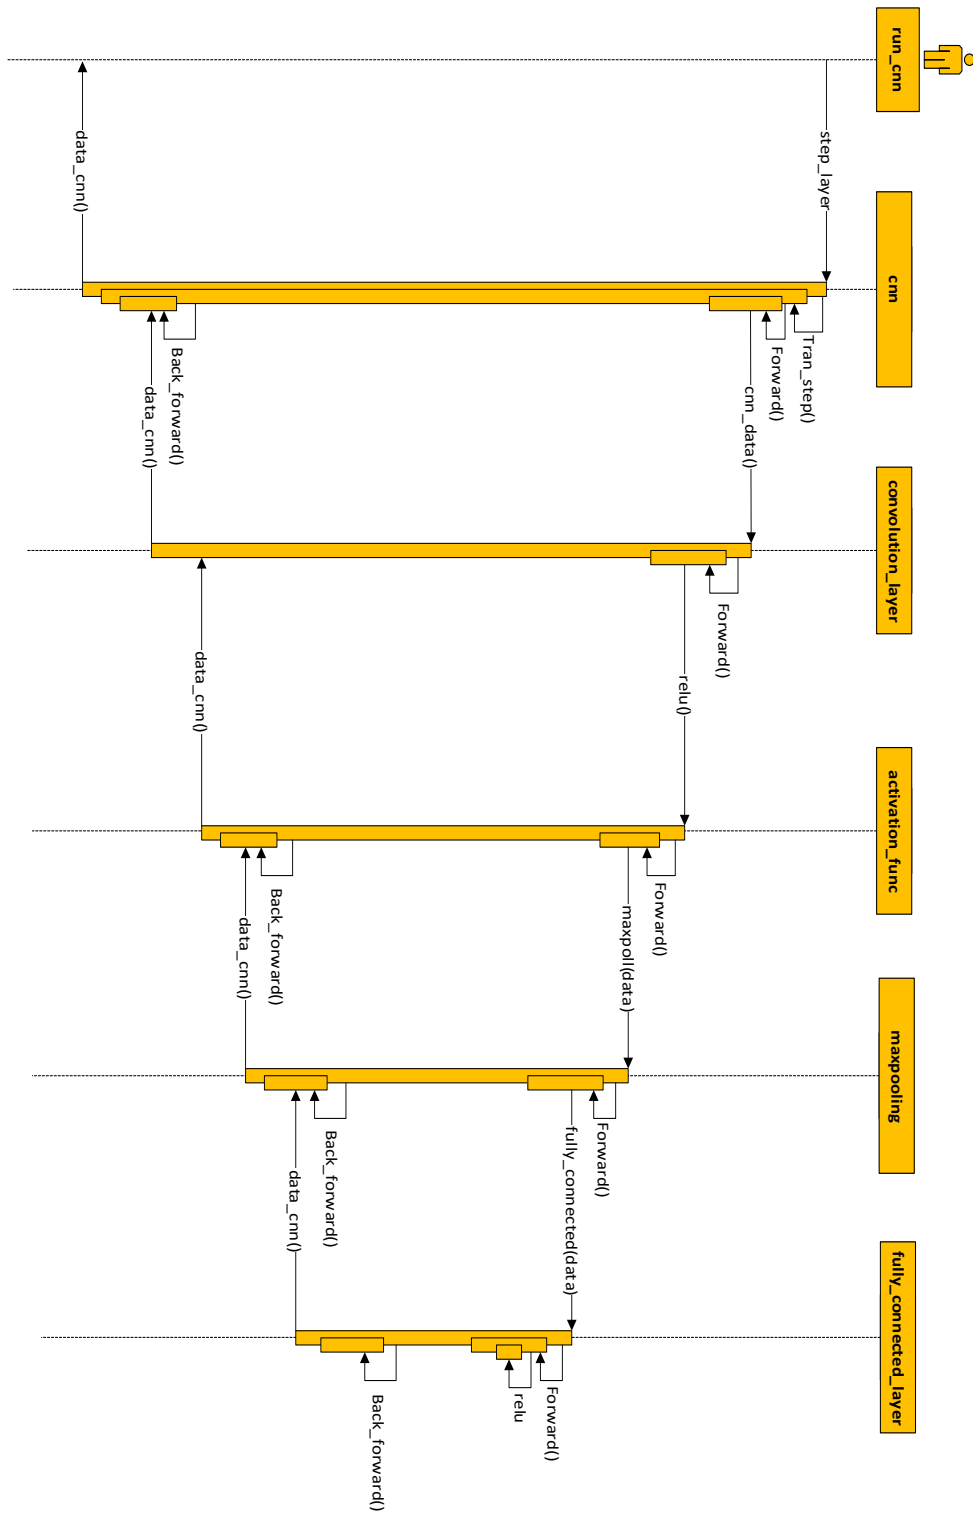 run_cnn
cnn
convolution_layer
activation_func
maxpooling
fully_connected_layer
step_layer
Tran_step()
Forward()
cnn_data()
Forward()
relu()
Forward()
maxpoll(data)
Forward()
fully_connected(data)
Forward()
relu
Back_forward()
data_cnn()
Back_forward()
data_cnn()
Back_forward()
data_cnn()
Back_forward()
data_cnn()
data_cnn()